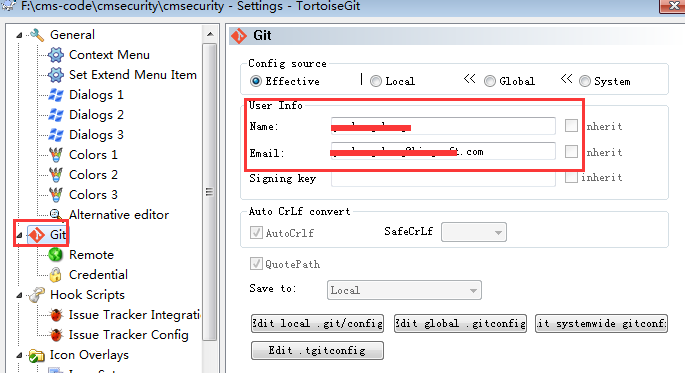 F:\cms-code\cmsecurity\cmsecurity - Settings - TortoiseGit
General
Context Menu
Set Extend Menu Item
Dialogs 1
Dialogs 2
Dialogs 3
Colors 1
Colors 2
Colors 3
Alternative editor
Git
Remote
Credential
Hook Scripts
Issue Tracker Integratio
Issue Tracker Config
Icon Overlays
Git
Config source
Effective | Local << Global << System
User Info
Name: inherit
Email: .com inherit
Signing key inherit
Auto CrLf convert
AutoCrlf SafeCrLf
QuotePath
Save to: Local
Edit local .git/config Edit global .gitconfig it systemwide gitconf
Edit .tgitconfig